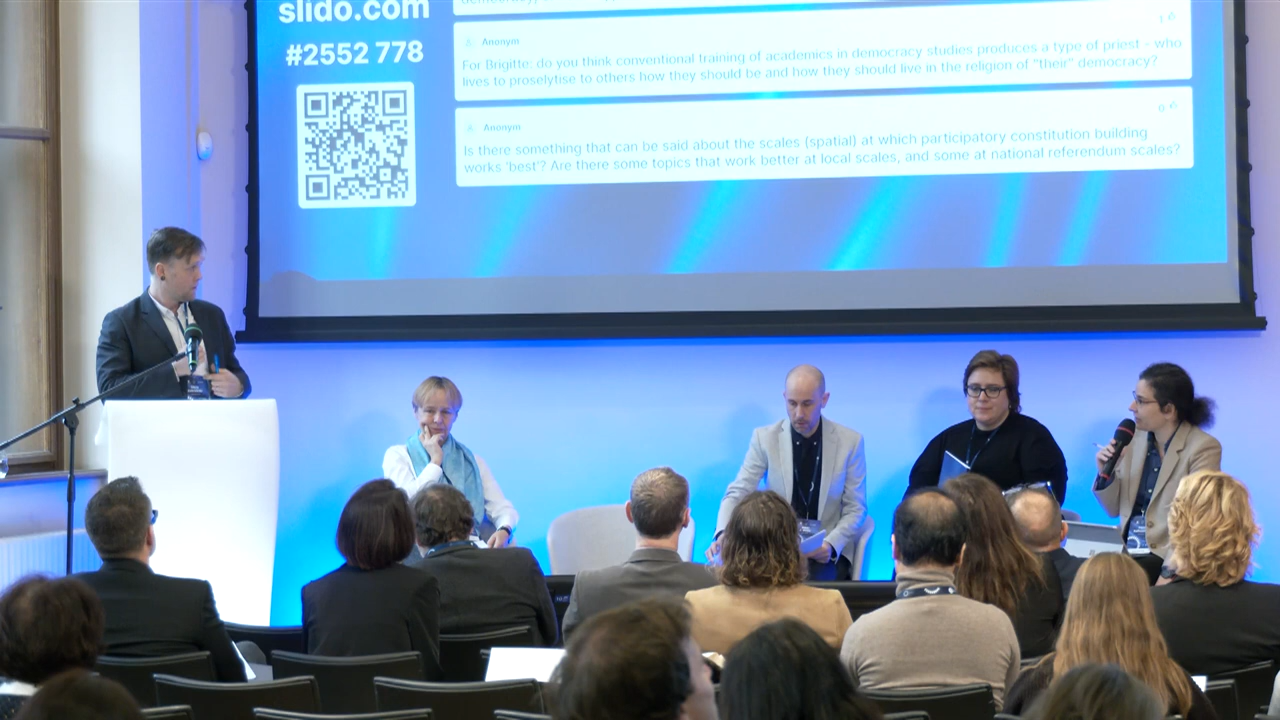 slido.com
#2552 778
Anonym
For Brigitte: do you think conventional training of academics in democracy studies produces a type of priest - who
lives to proselytise to others how they should be and how they should live in the religion of "their" democracy?
0
Anonym
Is there something that can be said about the scales (spatial) at which participatory constitution building
works 'best'? Are there some topics that work better at local scales, and some at national referendum scales?